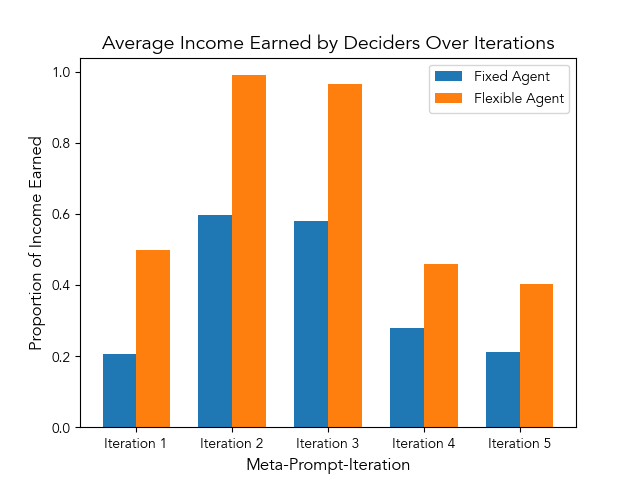 Average Income Earned by Deciders Over Iterations
Fixed Agent
Flexible Agent
Proportion of Income Earned
1.0
0.8
0.6
0.4
0.2
0.0
Iteration 1 Iteration 2 Iteration 3 Iteration 4 Iteration 5
Meta-Prompt-Iteration